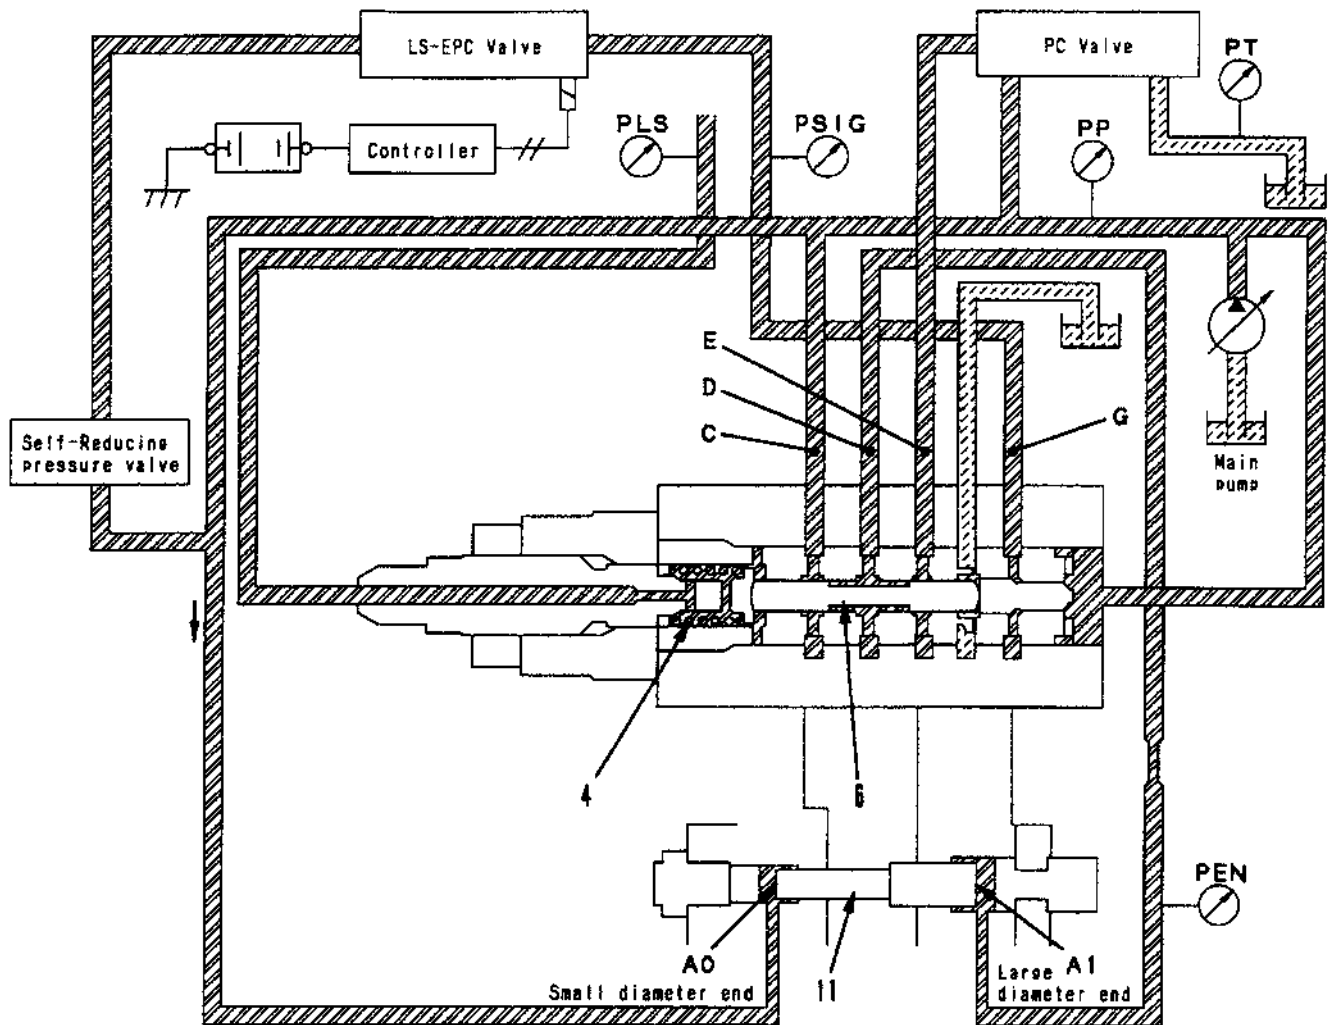 LS-EPC Valve
PC Valve
PT
PLS
PSIG
PP
Controller
E
D
C
G
Self-Reducing
pressure valve
Main
pump
4
6
PEN
A0
11
A1
Small diameter end
Large
diameter end